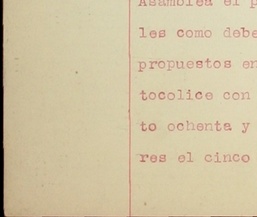 Asamblea el p
les como debe
propuestos en
tocolice con
to ochenta y
res el cinco